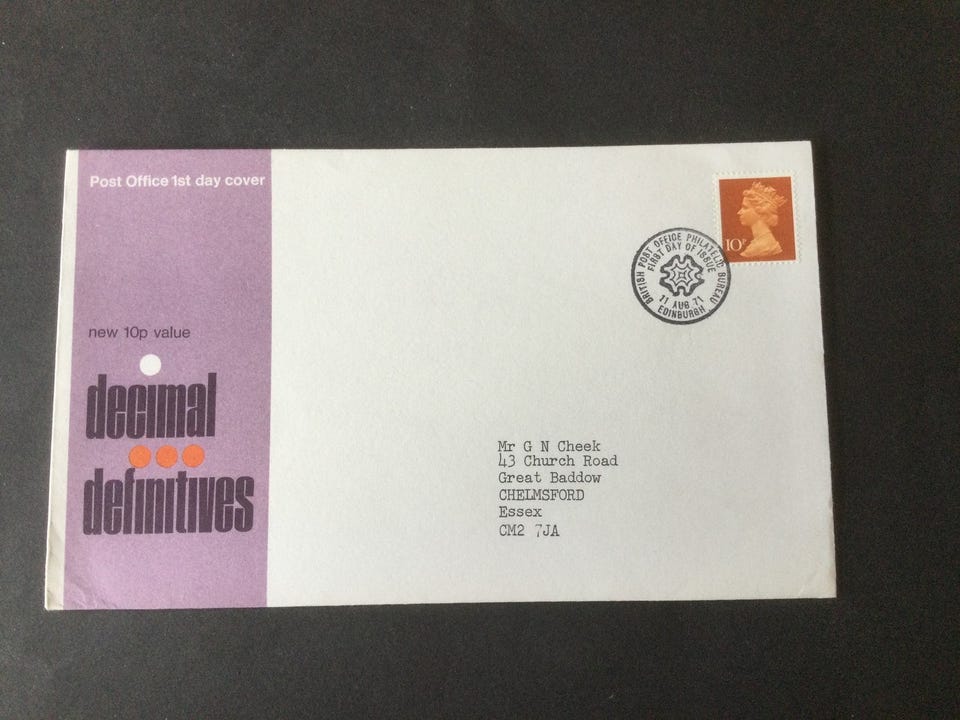 Post Office 1st day cover
new 10p value
decimal
definitives
10P
BRITISH POST OFFICE PHILATELIC BUREAU
FIRST DAY OF ISSUE
11 AUG 71
EDINBURGH
Mr G N Cheek
43 Church Road
Great Baddow
CHELMSFORD
Essex
CM2 7JA